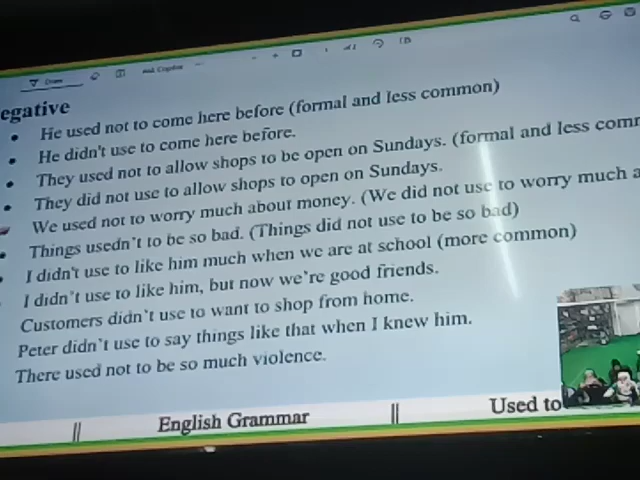 Draw Ask Copilot
egative
He used not to come here before (formal and less common)
He didn't use to come here before.
They used not to allow shops to be open on Sundays. (formal and less comm
They did not use to allow shops to open on Sundays.
We used not to worry much about money. (We did not use to worry much a
Things usedn't to be so bad. (Things did not use to be so bad)
I didn't use to like him much when we are at school (more common)
I didn't use to like him, but now we're good friends.
Customers didn't use to want to shop from home.
Peter didn't use to say things like that when I knew him.
There used not to be so much violence.
|| English Grammar || Used to